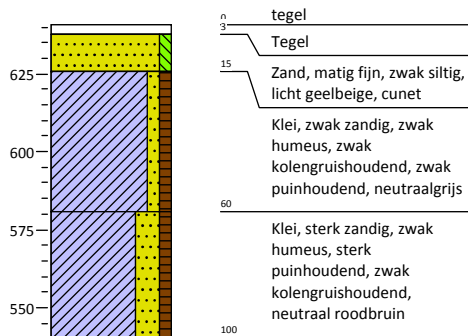 0 tegel
3
Tegel
625
15
Zand, matig fijn, zwak siltig,
licht geelbeige, cunet
Klei, zwak zandig, zwak
humeus, zwak
kolengruishoudend, zwak
puinhoudend, neutraalgrijs
600
60
575
Klei, sterk zandig, zwak
humeus, sterk
puinhoudend, zwak
kolengruishoudend,
neutraal roodbruin
550
100